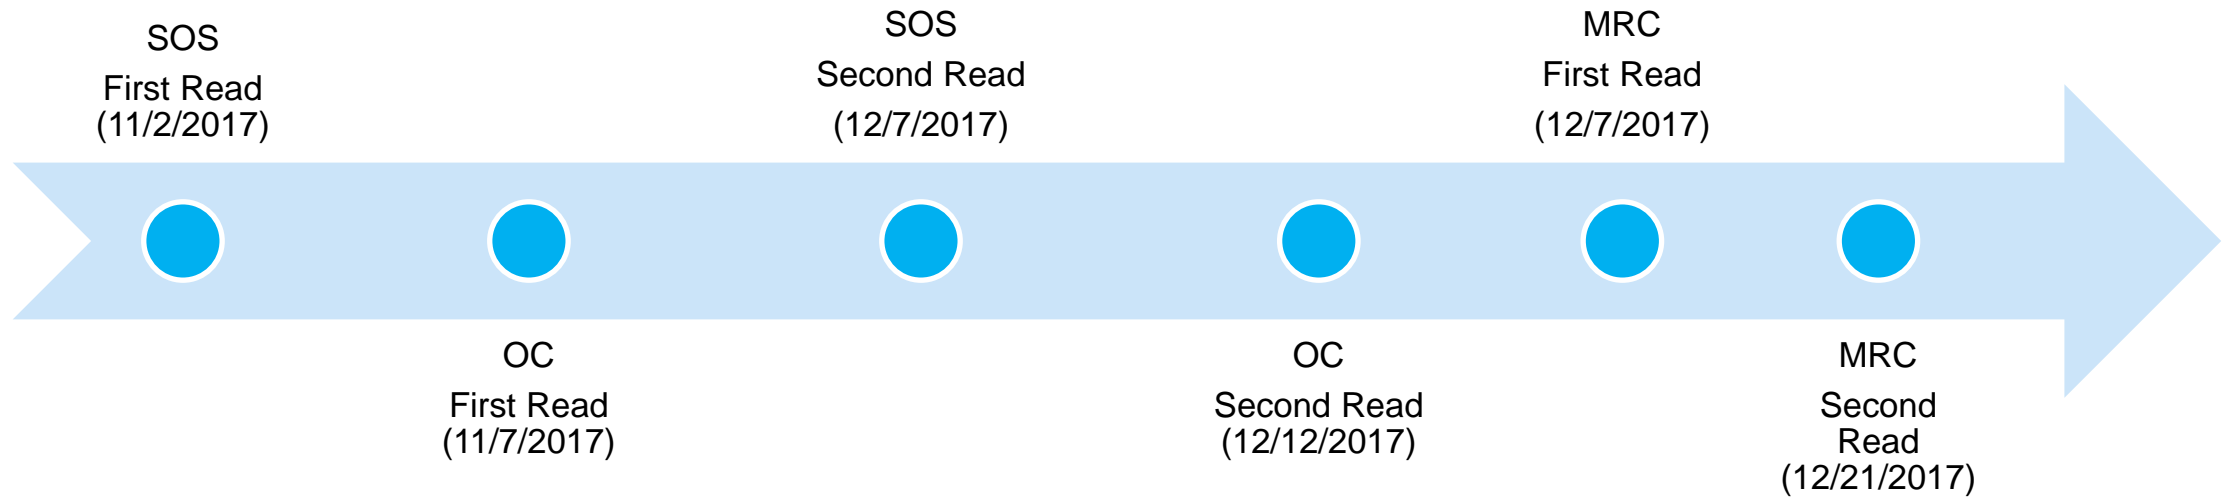 SOS
First Read
(11/2/2017)
OC
First Read
(11/7/2017)
SOS
Second Read
(12/7/2017)
OC
Second Read
(12/12/2017)
MRC
First Read
(12/7/2017)
MRC
Second
Read
(12/21/2017)